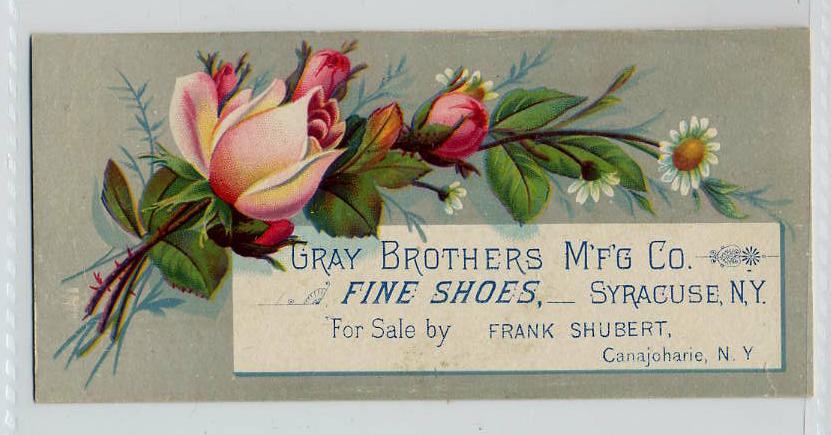 GRAY BROTHERS M'F'G CO.
FINE SHOES, SYRACUSE, N.Y.
For Sale by FRANK SHUBERT,
Canajoharie, N. Y